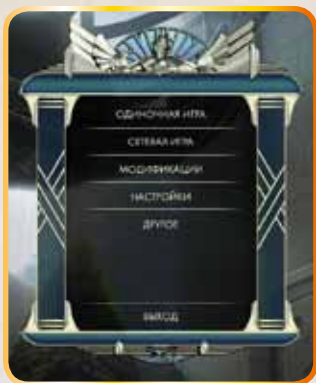 ОДИНОЧНАЯ ИГРА
СЕТЕВАЯ ИГРА
МОДИФИКАЦИИ
НАСТРОЙКИ
ДРУГОЕ
ВЫХОД